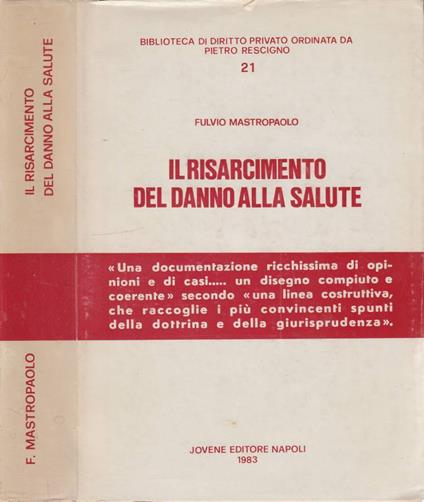 IL RISARCIMENTO
DEL DANNO ALLA SALUTE
F. MASTROPAOLO
BIBLIOTECA DI DIRITTO PRIVATO ORDINATA DA
PIETRO RESCIGNO
21
FULVIO MASTROPAOLO
IL RISARCIMENTO
DEL DANNO ALLA SALUTE
«Una documentazione ricchissima di opi-
nioni e di casi..... un disegno compiuto e
coerente» secondo «una linea costruttiva,
che raccoglie i più convincenti spunti
della dottrina e della giurisprudenza».
JOVENE EDITORE NAPOLI
1983